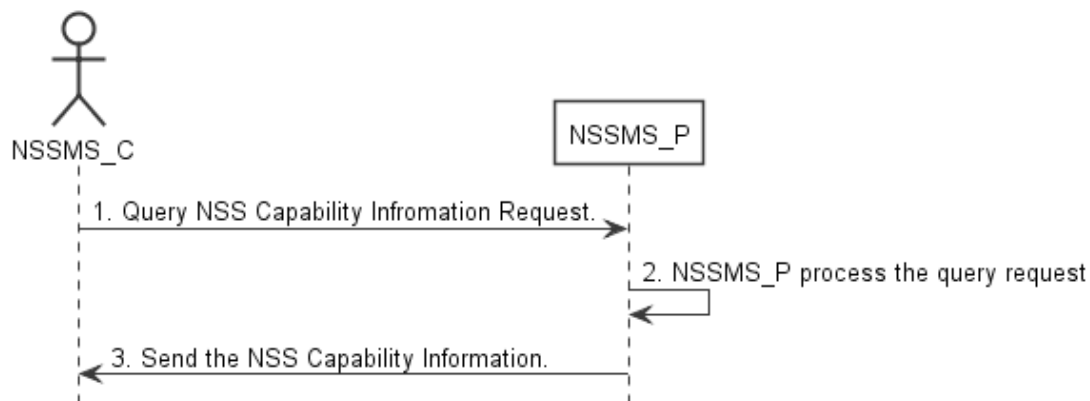 NSSMS_C
NSSMS_P
1. Query NSS Capability Infromation Request.
2. NSSMS_P process the query request
3. Send the NSS Capability Information.